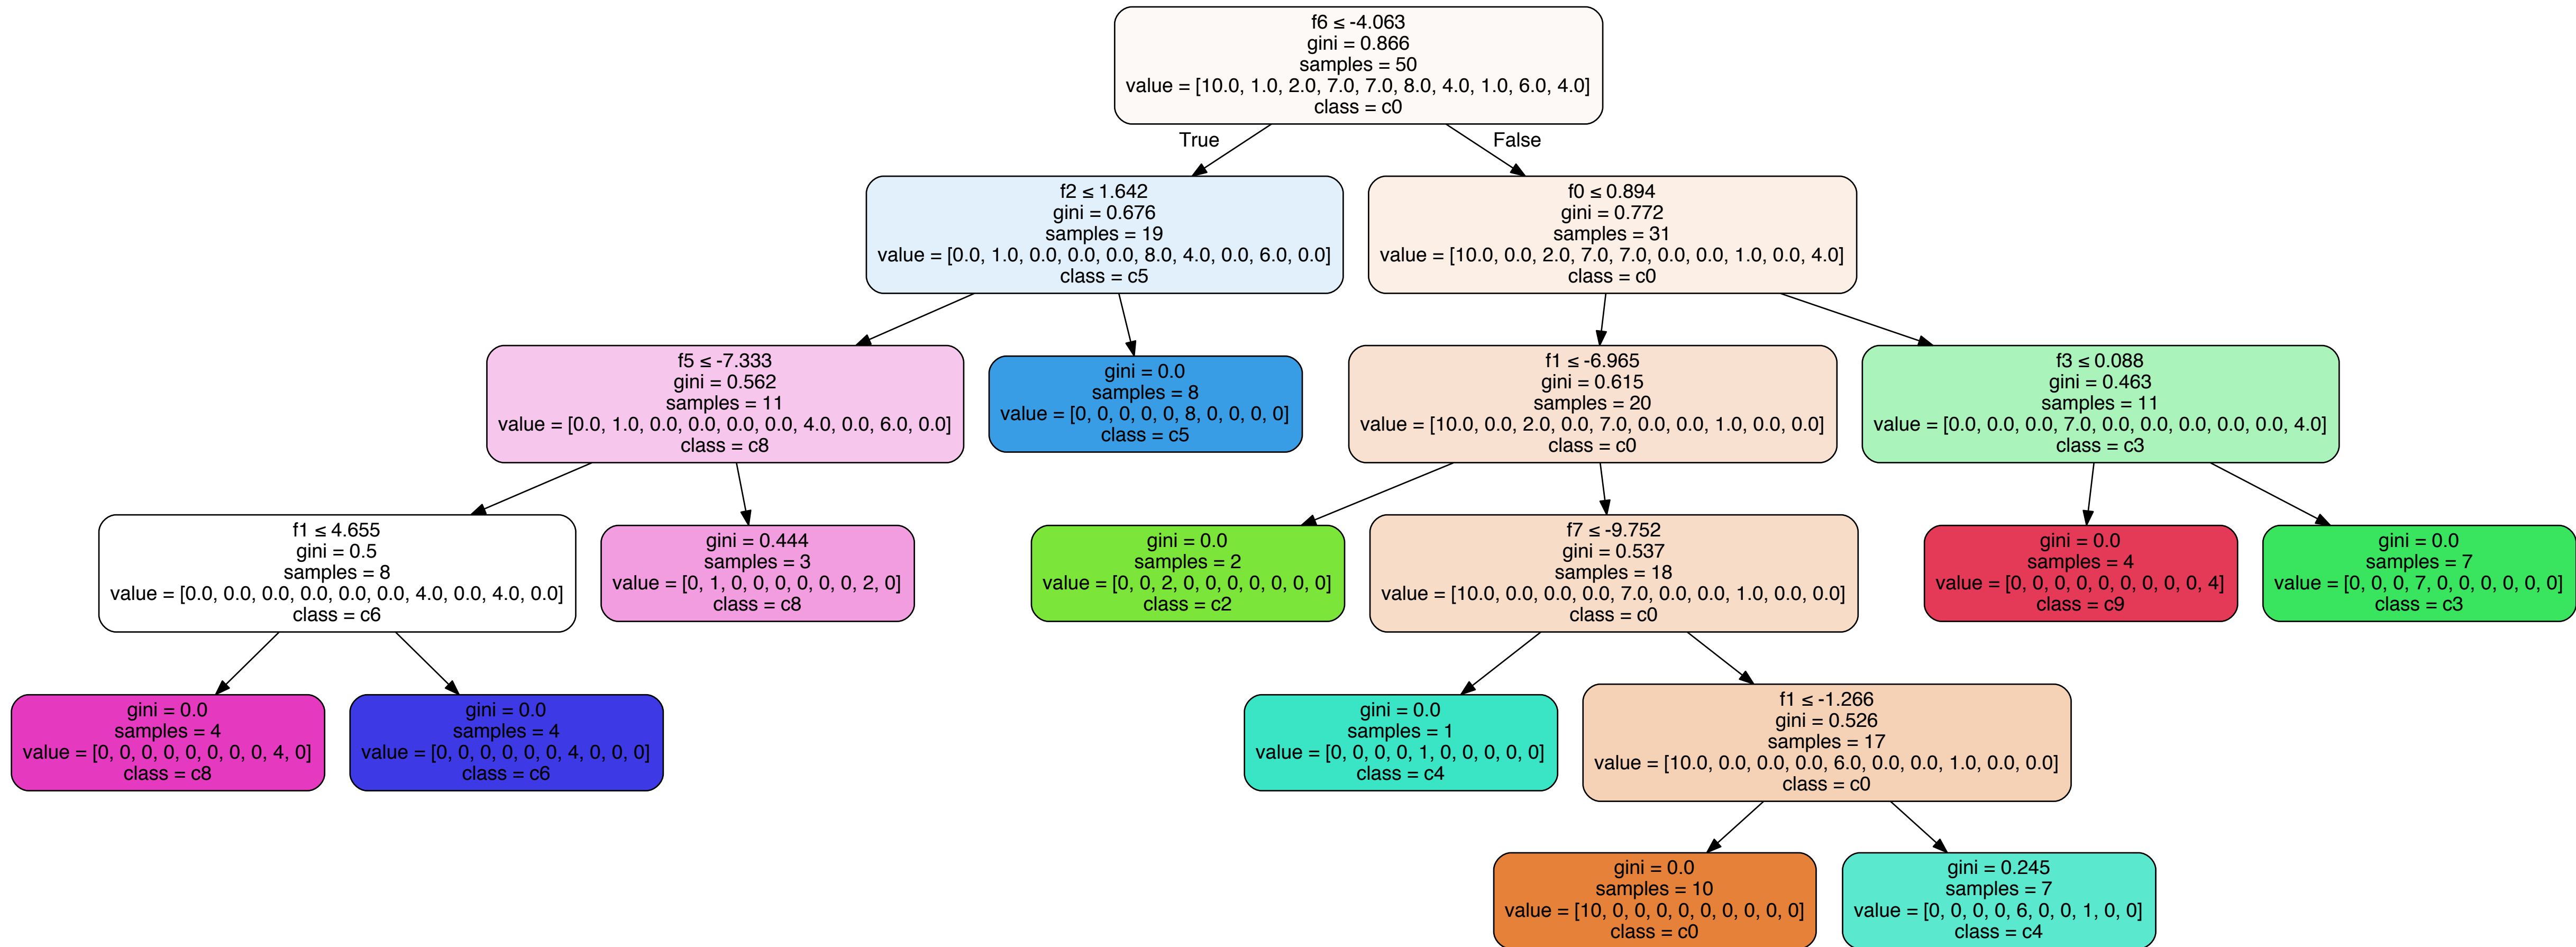 f6 ≤ -4.063
gini = 0.866
samples = 50
value = [10.0, 1.0, 2.0, 7.0, 7.0, 8.0, 4.0, 1.0, 6.0, 4.0]
class = c0
True
False
f2 ≤ 1.642
gini = 0.676
samples = 19
value = [0.0, 1.0, 0.0, 0.0, 0.0, 8.0, 4.0, 0.0, 6.0, 0.0]
class = c5
f0 ≤ 0.894
gini = 0.772
samples = 31
value = [10.0, 0.0, 2.0, 7.0, 7.0, 0.0, 0.0, 1.0, 0.0, 4.0]
class = c0
f5 ≤ -7.333
gini = 0.562
samples = 11
value = [0.0, 1.0, 0.0, 0.0, 0.0, 0.0, 4.0, 0.0, 6.0, 0.0]
class = c8
gini = 0.0
samples = 8
value = [0, 0, 0, 0, 0, 8, 0, 0, 0, 0]
class = c5
f1 ≤ -6.965
gini = 0.615
samples = 20
value = [10.0, 0.0, 2.0, 0.0, 7.0, 0.0, 0.0, 1.0, 0.0, 0.0]
class = c0
f3 ≤ 0.088
gini = 0.463
samples = 11
value = [0.0, 0.0, 0.0, 7.0, 0.0, 0.0, 0.0, 0.0, 0.0, 4.0]
class = c3
f1 ≤ 4.655
gini = 0.5
samples = 8
value = [0.0, 0.0, 0.0, 0.0, 0.0, 0.0, 4.0, 0.0, 4.0, 0.0]
class = c6
gini = 0.444
samples = 3
value = [0, 1, 0, 0, 0, 0, 0, 0, 2, 0]
class = c8
gini = 0.0
samples = 2
value = [0, 0, 2, 0, 0, 0, 0, 0, 0, 0]
class = c2
f7 ≤ -9.752
gini = 0.537
samples = 18
value = [10.0, 0.0, 0.0, 0.0, 7.0, 0.0, 0.0, 1.0, 0.0, 0.0]
class = c0
gini = 0.0
samples = 4
value = [0, 0, 0, 0, 0, 0, 0, 0, 0, 4]
class = c9
gini = 0.0
samples = 7
value = [0, 0, 0, 7, 0, 0, 0, 0, 0, 0]
class = c3
gini = 0.0
samples = 4
value = [0, 0, 0, 0, 0, 0, 0, 0, 4, 0]
class = c8
gini = 0.0
samples = 4
value = [0, 0, 0, 0, 0, 0, 4, 0, 0, 0]
class = c6
gini = 0.0
samples = 1
value = [0, 0, 0, 0, 1, 0, 0, 0, 0, 0]
class = c4
f1 ≤ -1.266
gini = 0.526
samples = 17
value = [10.0, 0.0, 0.0, 0.0, 6.0, 0.0, 0.0, 1.0, 0.0, 0.0]
class = c0
gini = 0.0
samples = 10
value = [10, 0, 0, 0, 0, 0, 0, 0, 0, 0]
class = c0
gini = 0.245
samples = 7
value = [0, 0, 0, 0, 6, 0, 0, 1, 0, 0]
class = c4